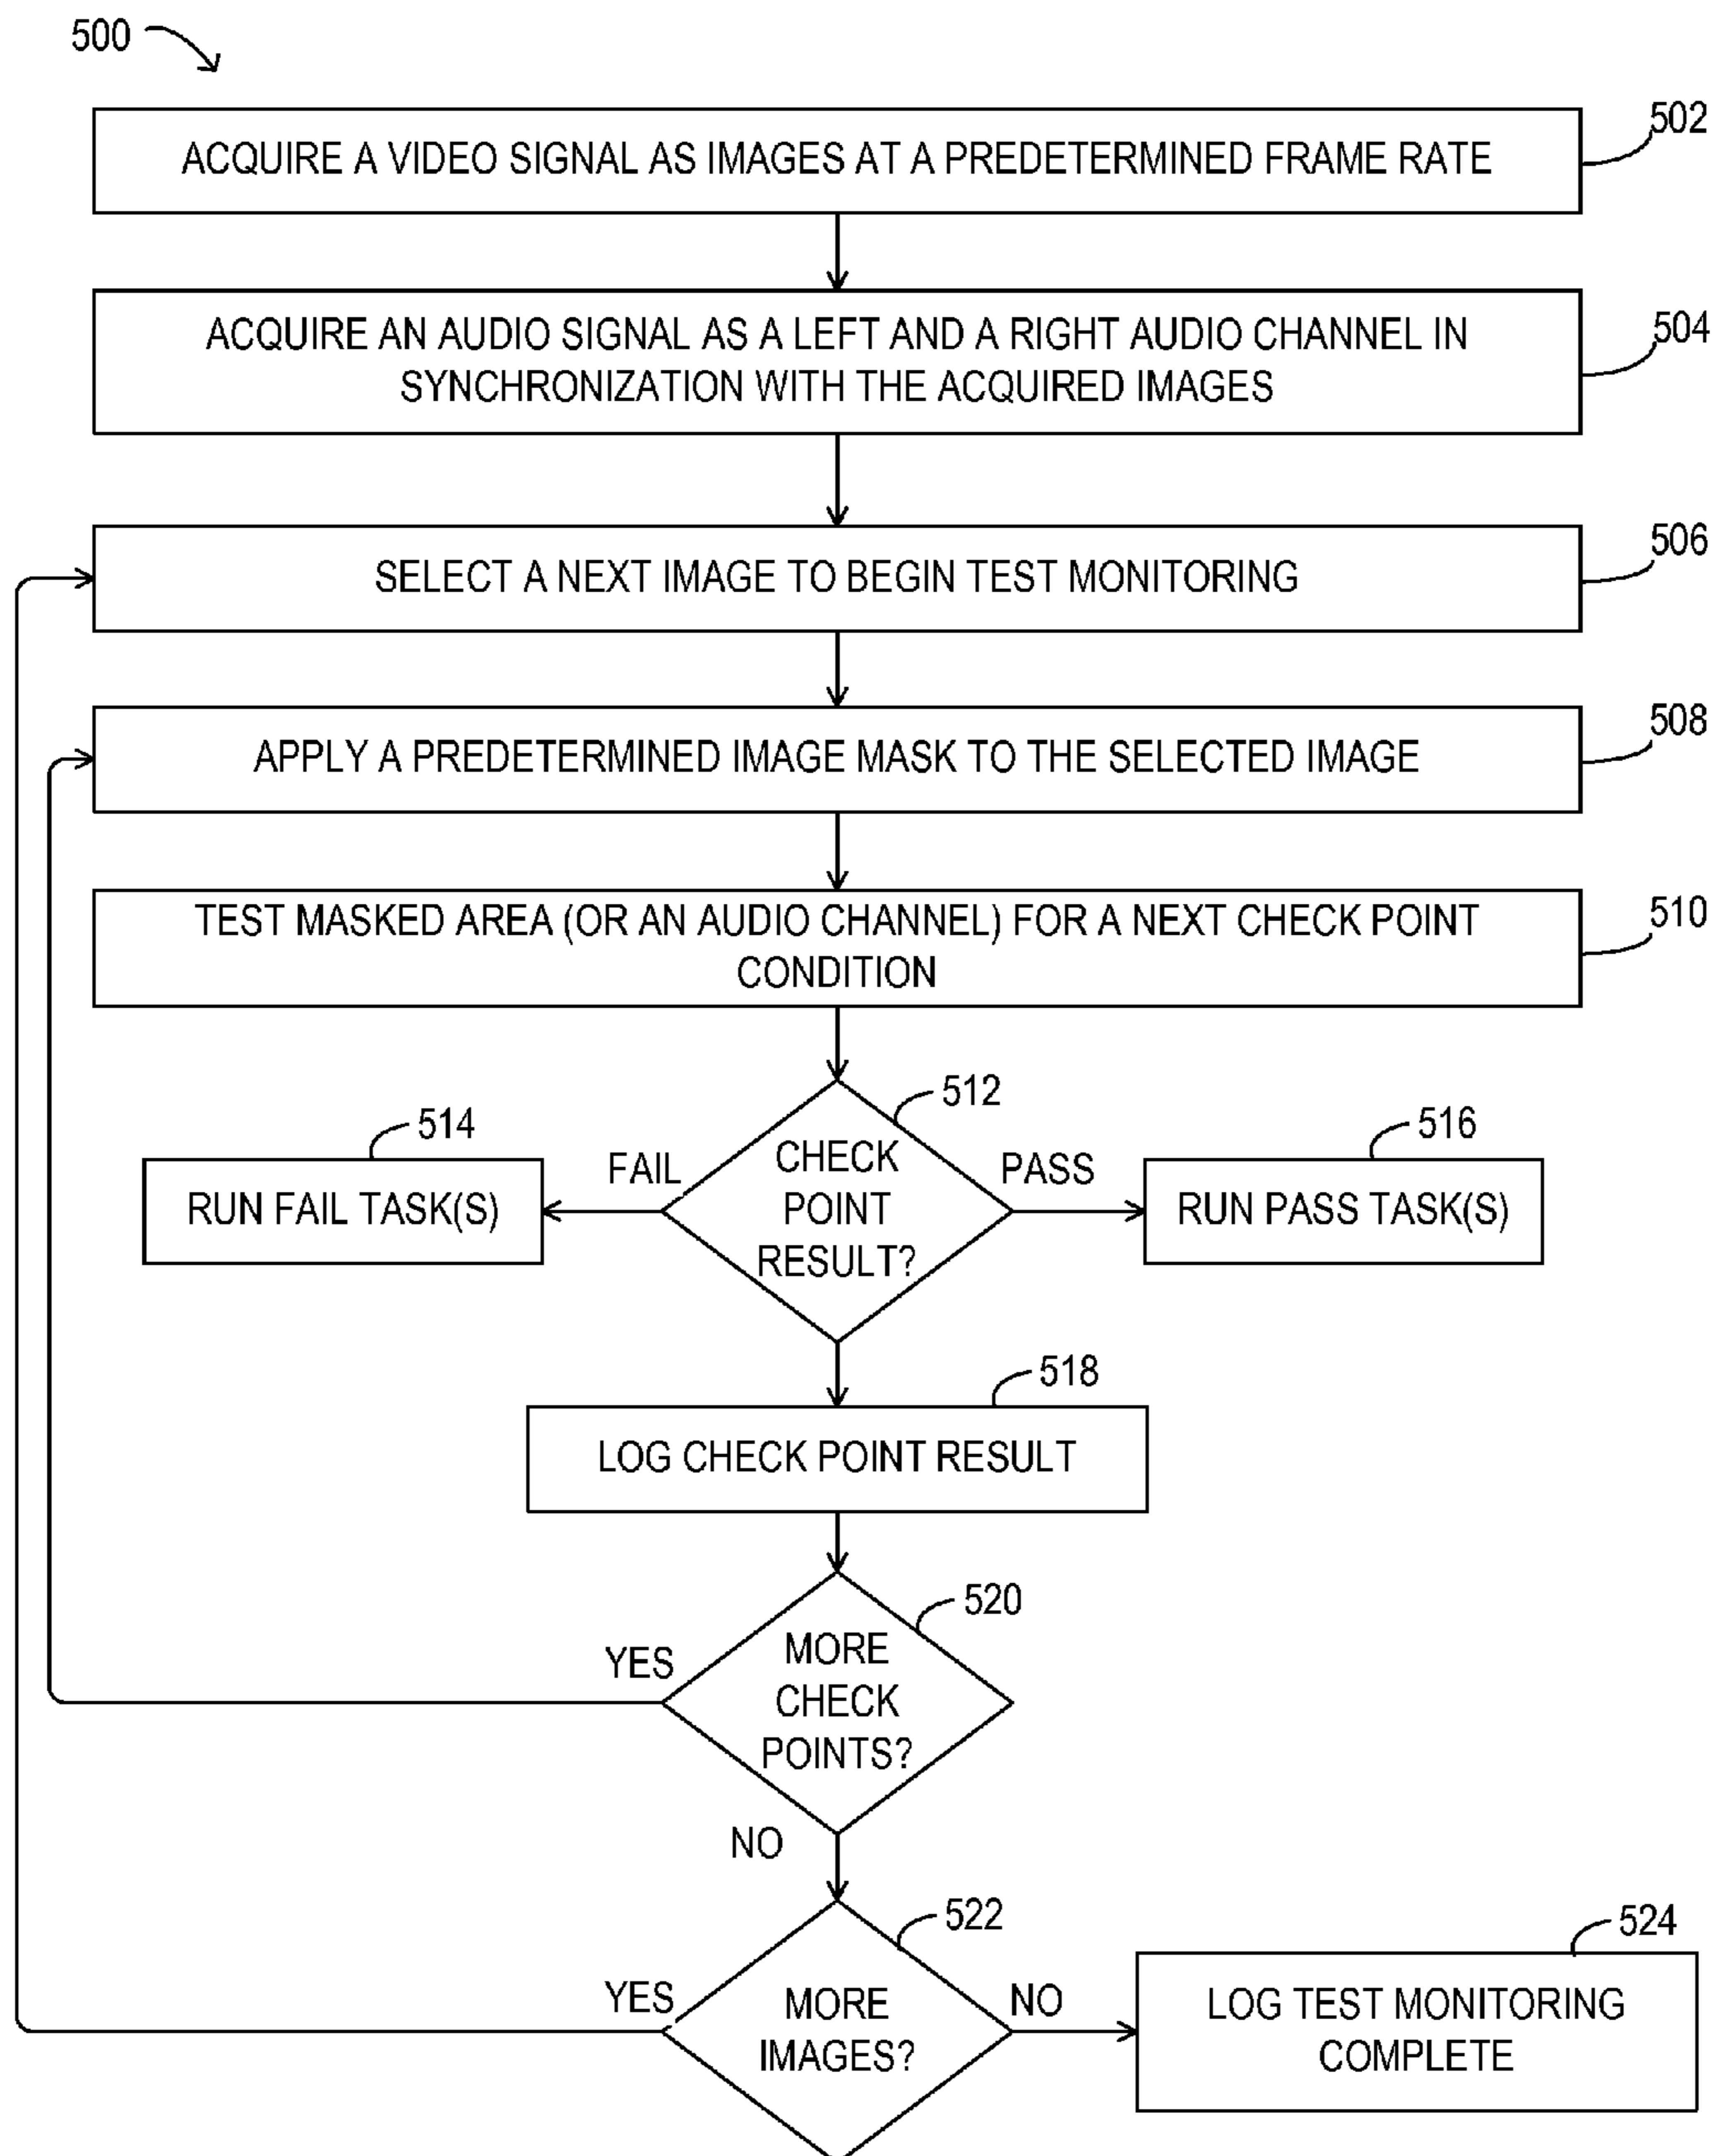 500
502
ACQUIRE A VIDEO SIGNAL AS IMAGES AT A PREDETERMINED FRAME RATE
504
ACQUIRE AN AUDIO SIGNAL AS A LEFT AND A RIGHT AUDIO CHANNEL IN
SYNCHRONIZATION WITH THE ACQUIRED IMAGES
506
SELECT A NEXT IMAGE TO BEGIN TEST MONITORING
508
APPLY A PREDETERMINED IMAGE MASK TO THE SELECTED IMAGE
510
TEST MASKED AREA (OR AN AUDIO CHANNEL) FOR A NEXT CHECK POINT
CONDITION
512
CHECK
POINT
RESULT?
FAIL
514
RUN FAIL TASK(S)
PASS
516
RUN PASS TASK(S)
518
LOG CHECK POINT RESULT
520
MORE
CHECK
POINTS?
YES
NO
522
MORE
IMAGES?
YES
NO
524
LOG TEST MONITORING
COMPLETE